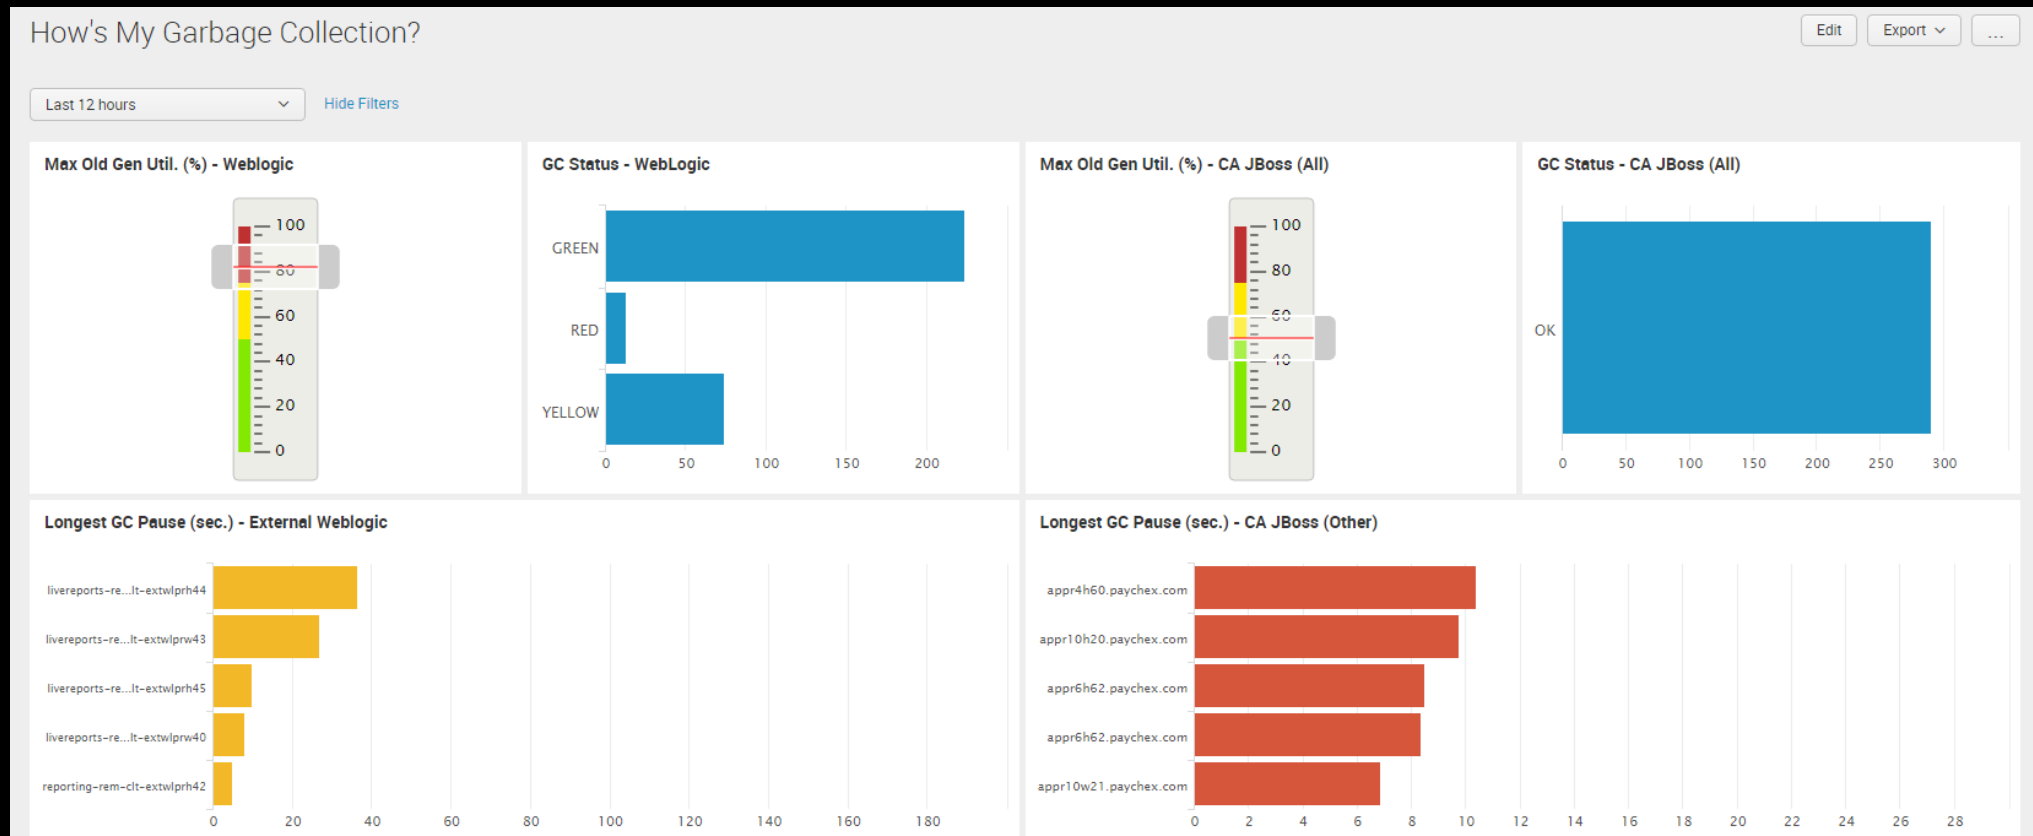 How's My Garbage Collection?
Edit
Export
...
Last 12 hours
Hide Filters
Max Old Gen Util. (%) - Weblogic
100
80
60
40
20
0
GC Status - WebLogic
GREEN
RED
YELLOW
0 50 100 150 200
Max Old Gen Util. (%) - CA JBoss (All)
100
80
60
40
20
0
GC Status - CA JBoss (All)
OK
0 50 100 150 200 250 300
Longest GC Pause (sec.) - External Weblogic
livereports-re...lt-extwlprh44
livereports-re...lt-extwlprw43
livereports-re...lt-extwlprh45
livereports-re...lt-extwlprw40
reporting-rem-clt-extwlprh42
0 20 40 60 80 100 120 140 160 180
Longest GC Pause (sec.) - CA JBoss (Other)
appr4h60.paychex.com
appr10h20.paychex.com
appr6h62.paychex.com
appr6h62.paychex.com
appr10w21.paychex.com
0 2 4 6 8 10 12 14 16 18 20 22 24 26 28